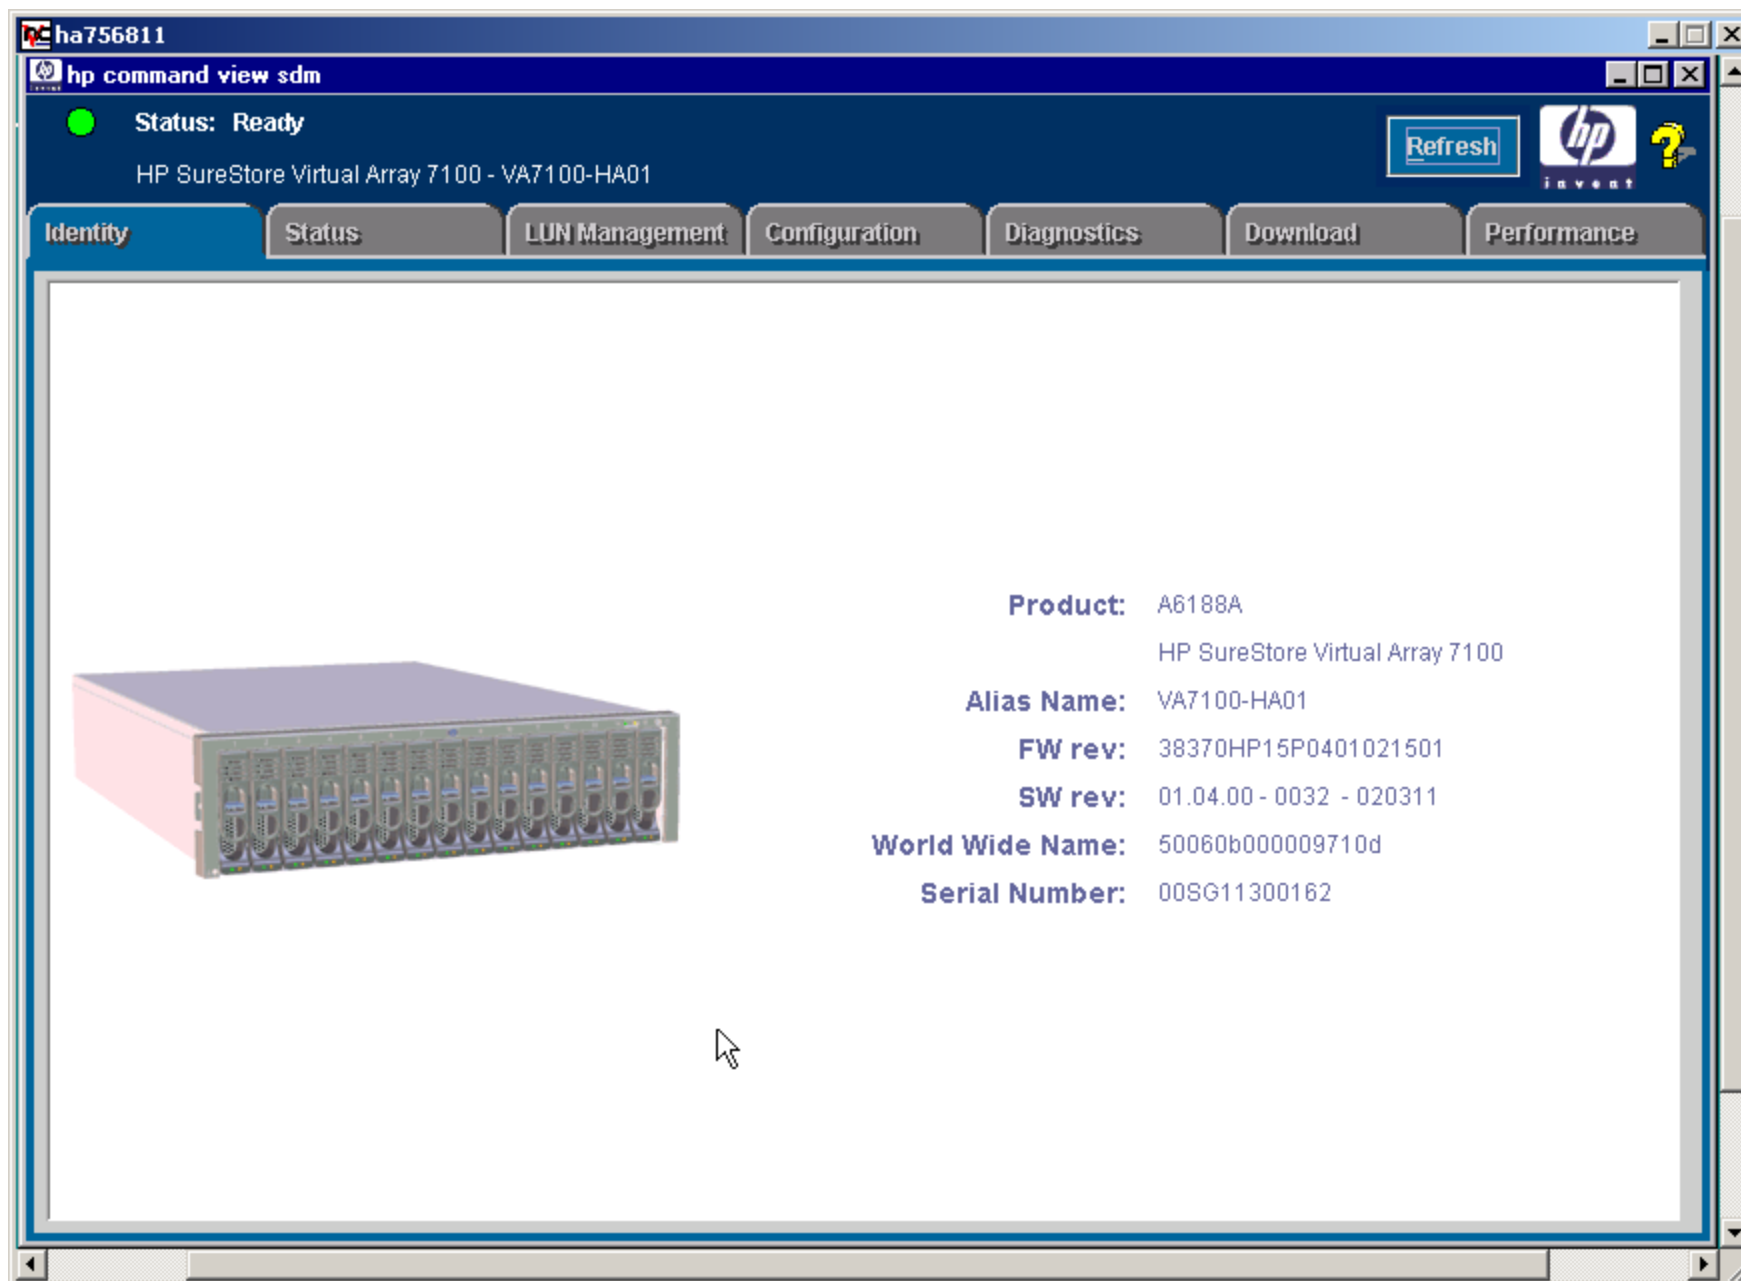 ha756811
hp command view sdm
Status: Ready
HP SureStore Virtual Array 7100 - VA7100-HA01
Refresh
hp
invent
Identity
Status
LUN Management
Configuration
Diagnostics
Download
Performance
Product: A6188A
HP SureStore Virtual Array 7100
Alias Name: VA7100-HA01
FW rev: 38370HP15P0401021501
SW rev: 01.04.00 - 0032 - 020311
World Wide Name: 50060b000009710d
Serial Number: 00SG11300162